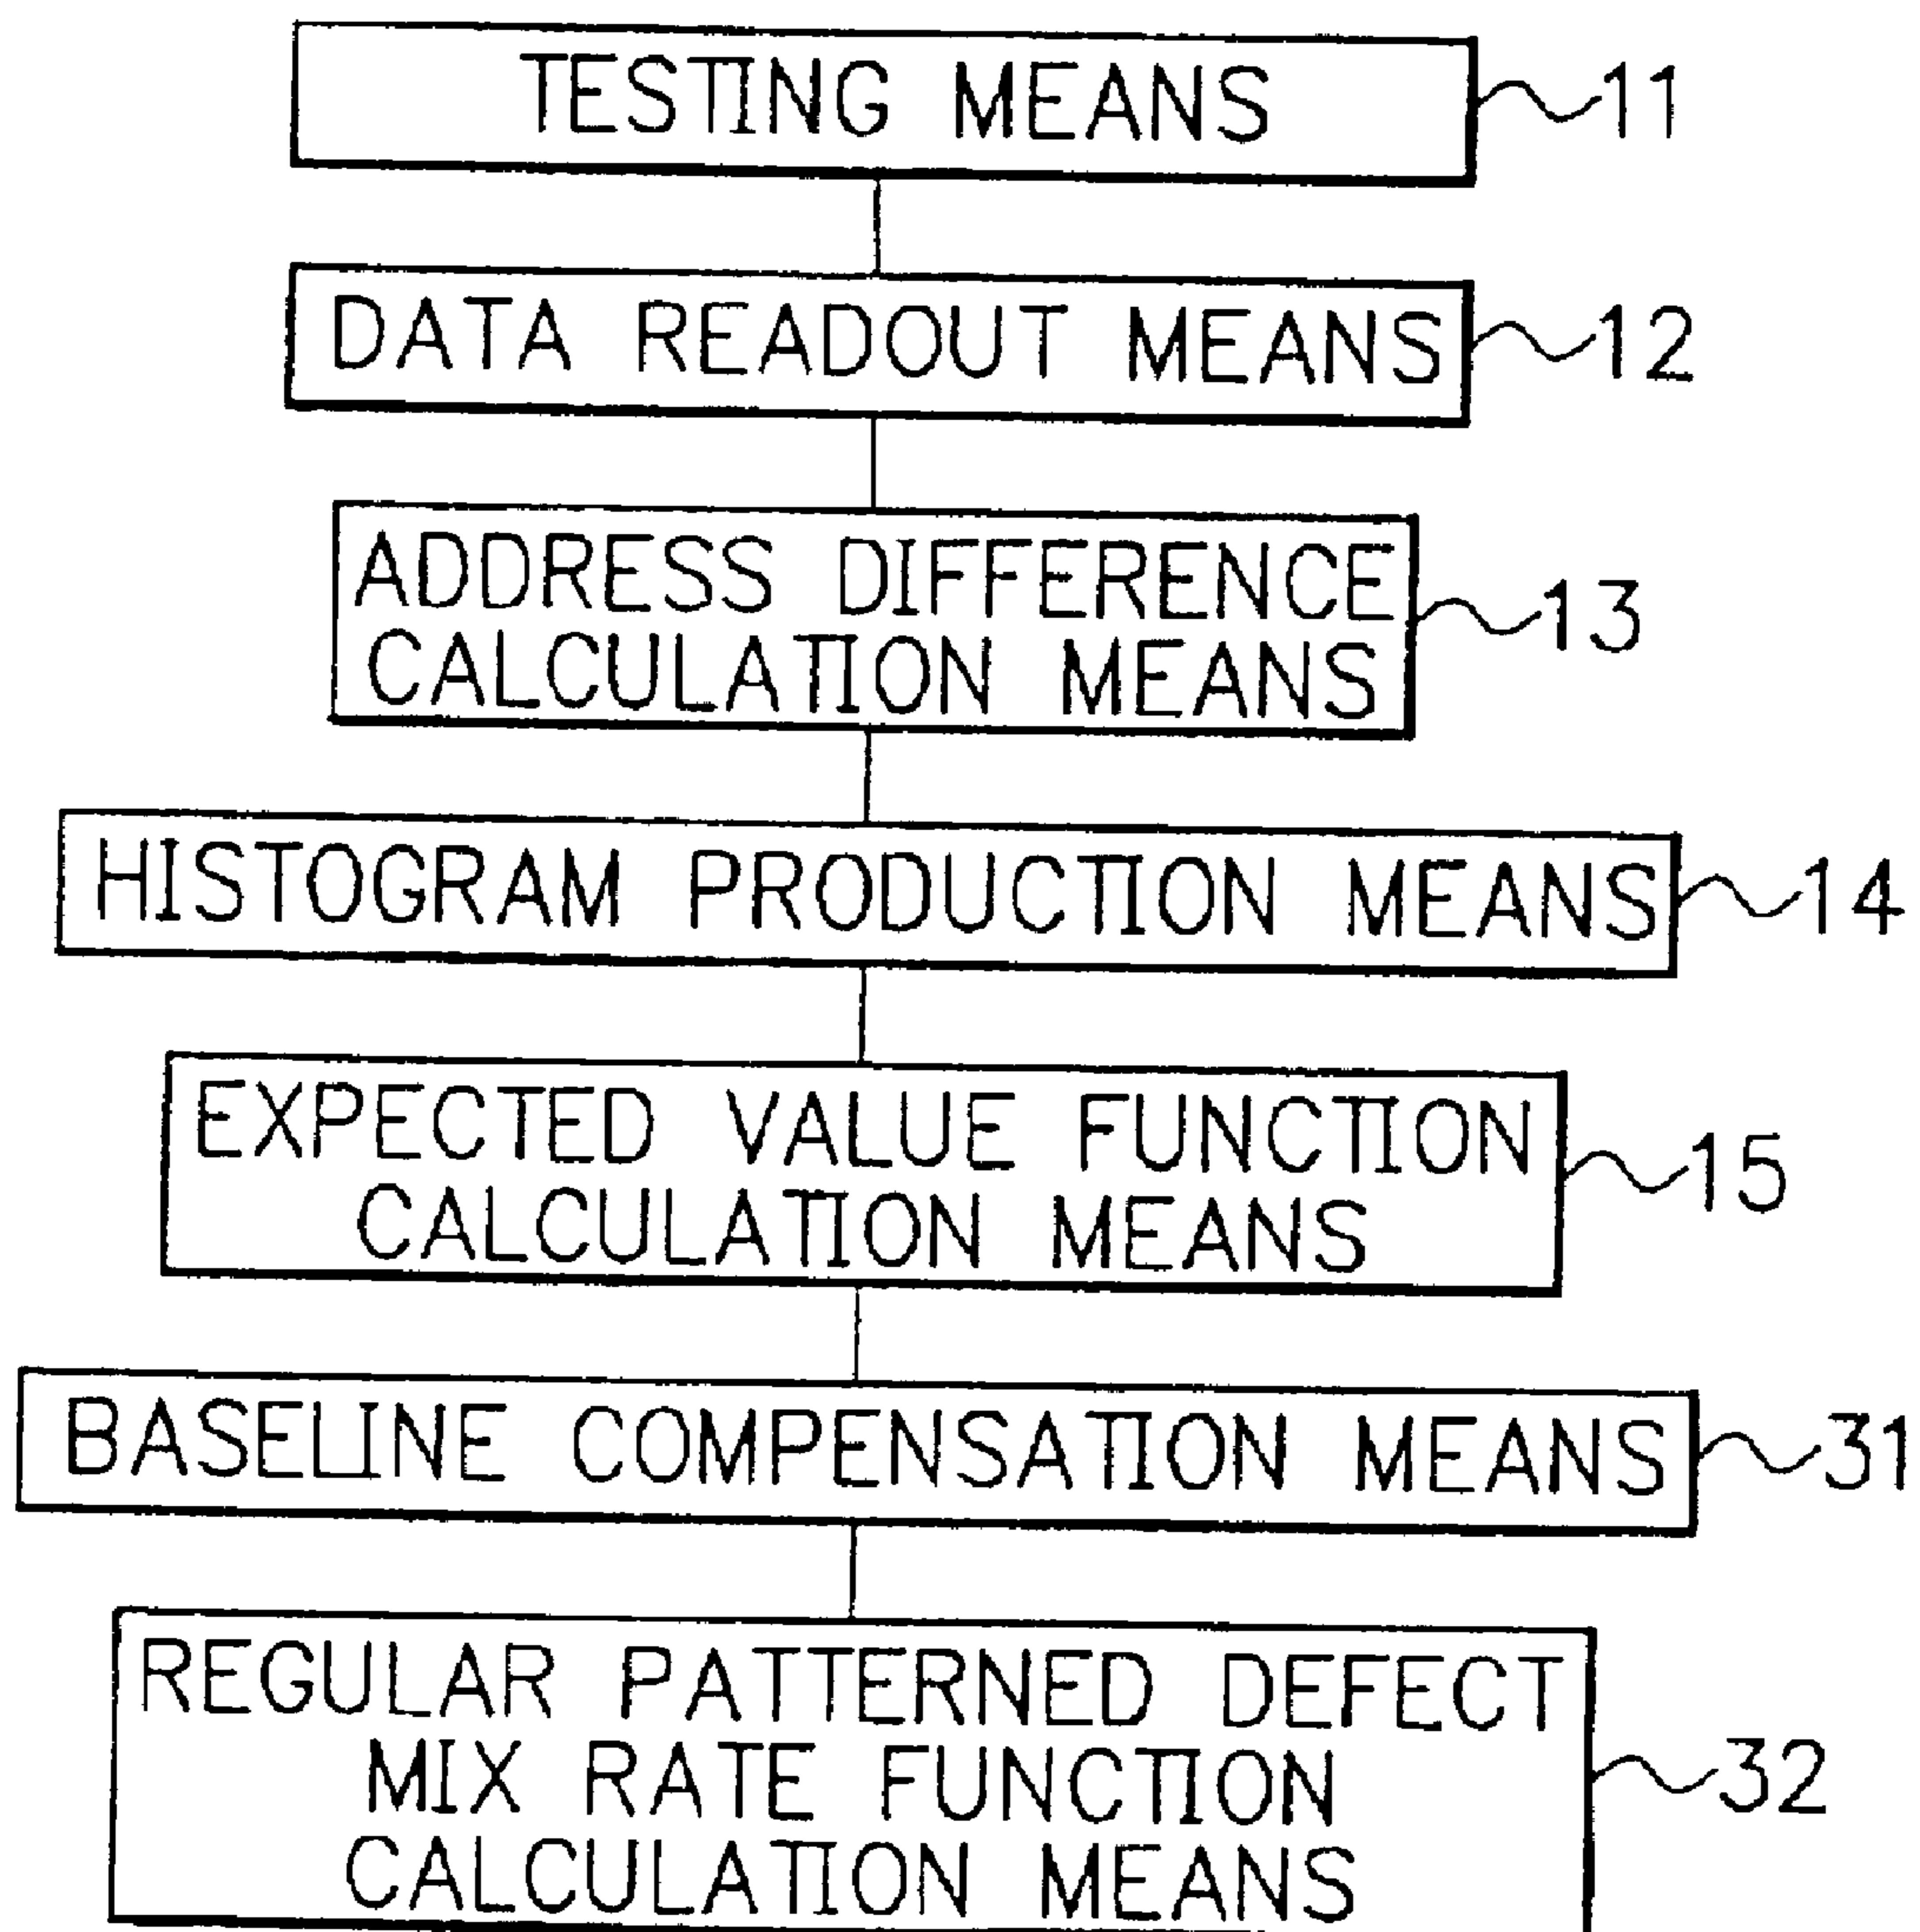 TESTING MEANS 11
DATA READOUT MEANS 12
ADDRESS DIFFERENCE
CALCULATION MEANS 13
HISTOGRAM PRODUCTION MEANS 14
EXPECTED VALUE FUNCTION
CALCULATION MEANS 15
BASELINE COMPENSATION MEANS 31
REGULAR PATTERNED DEFECT
MIX RATE FUNCTION 32
CALCULATION MEANS